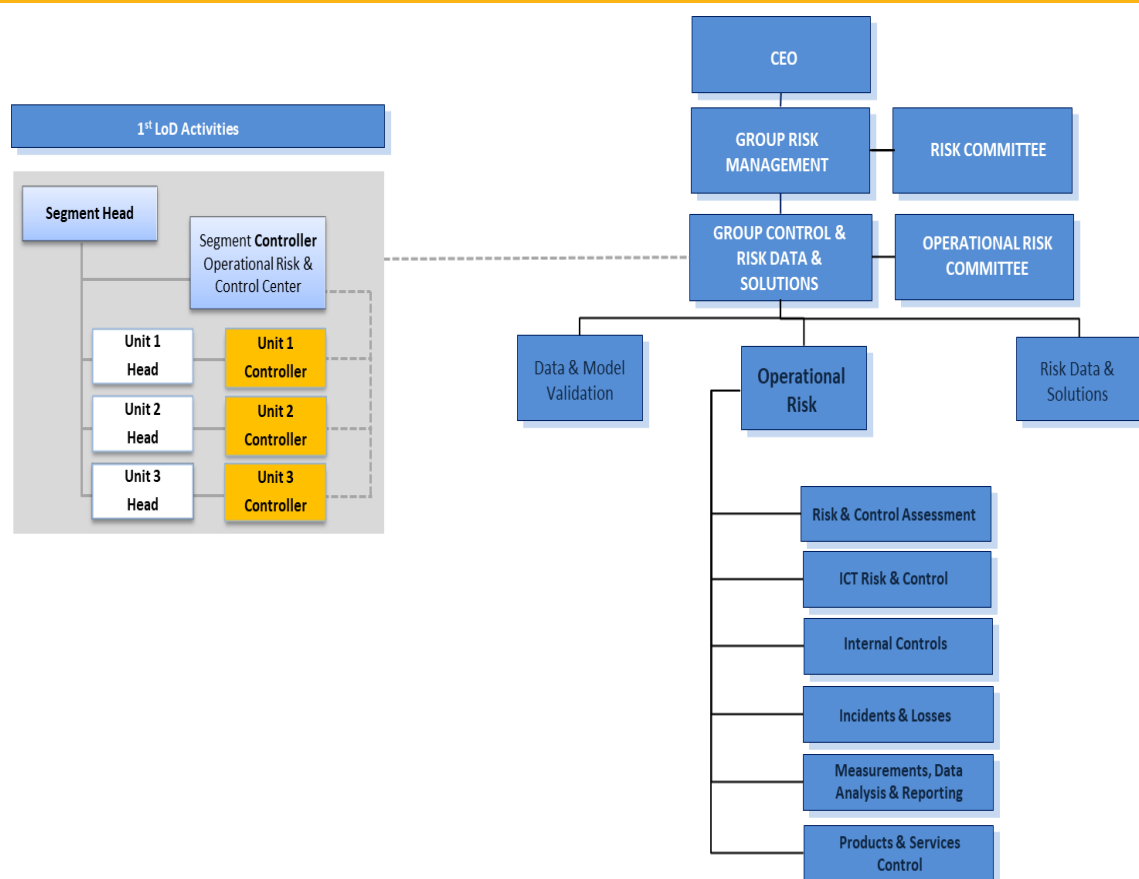 CEO
1st LoD Activities
GROUP RISK
MANAGEMENT
RISK COMMITTEE
Segment Head
Segment Controller
Operational Risk &
Control Center
GROUP CONTROL &
RISK DATA &
SOLUTIONS
OPERATIONAL RISK
COMMITTEE
Unit 1
Head
Unit 1
Controller
Unit 2
Head
Unit 2
Controller
Unit 3
Head
Unit 3
Controller
Data & Model
Validation
Operational
Risk
Risk Data &
Solutions
Risk & Control Assessment
ICT Risk & Control
Internal Controls
Incidents & Losses
Measurements, Data
Analysis & Reporting
Products & Services
Control